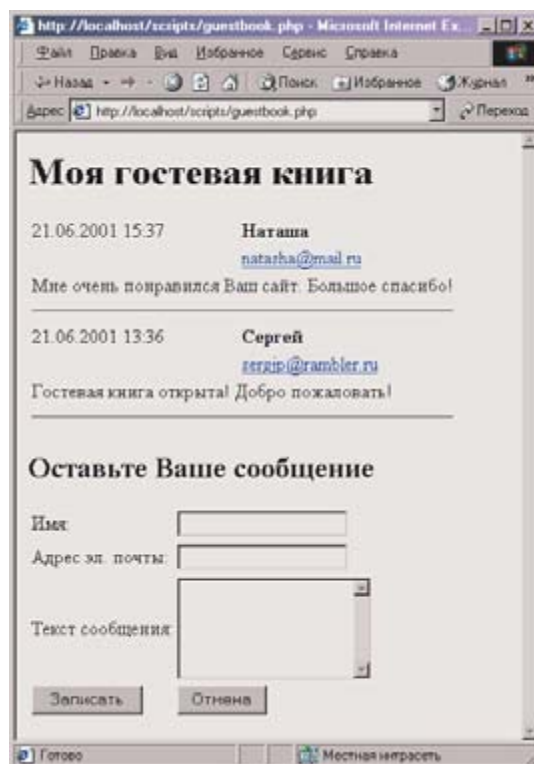 http://localhost/scripts/guestbook.php - Microsoft Internet Ex...
Файл Правка Вид Избранное Сервис Справка
Назад Поиск Избранное Журнал »
Адрес http://localhost/scripts/guestbook.php Переход
Моя гостевая книга
21.06.2001 15:37 Наташа
natasha@mail.ru
Мне очень понравился Ваш сайт. Большое спасибо!
21.06.2001 13:36 Сергей
sergip@rambler.ru
Гостевая книга открыта! Добро пожаловать!
Оставьте Ваше сообщение
Имя:
Адрес эл. почты:
Текст сообщения:
Записать Отмена
Готово Местная интрасеть